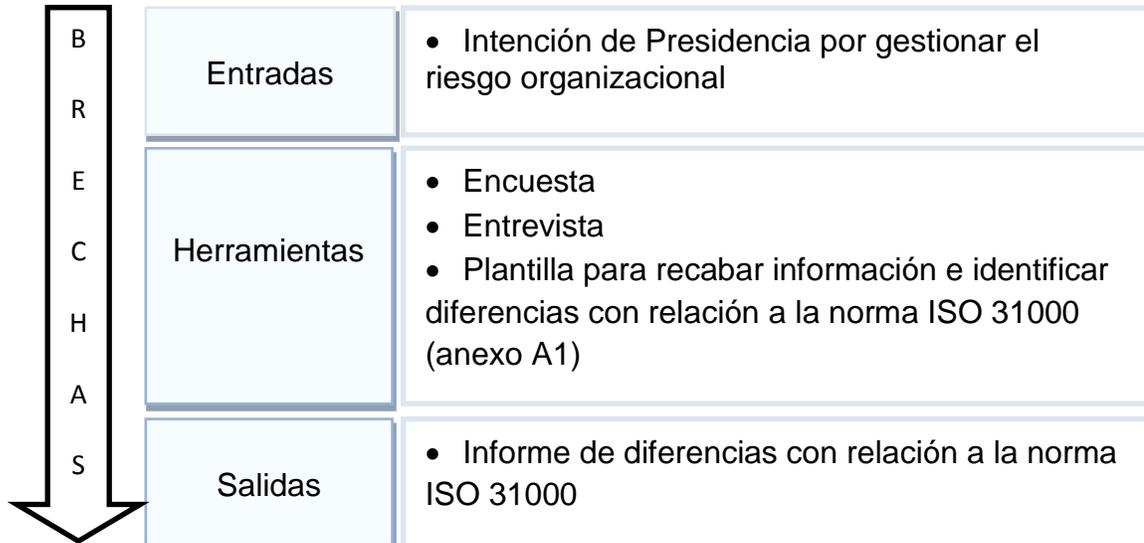 B
R
E
C
H
A
S
Entradas
• Intención de Presidencia por gestionar el
riesgo organizacional
Herramientas
• Encuesta
• Entrevista
• Plantilla para recabar información e identificar
diferencias con relación a la norma ISO 31000
(anexo A1)
Salidas
• Informe de diferencias con relación a la norma
ISO 31000